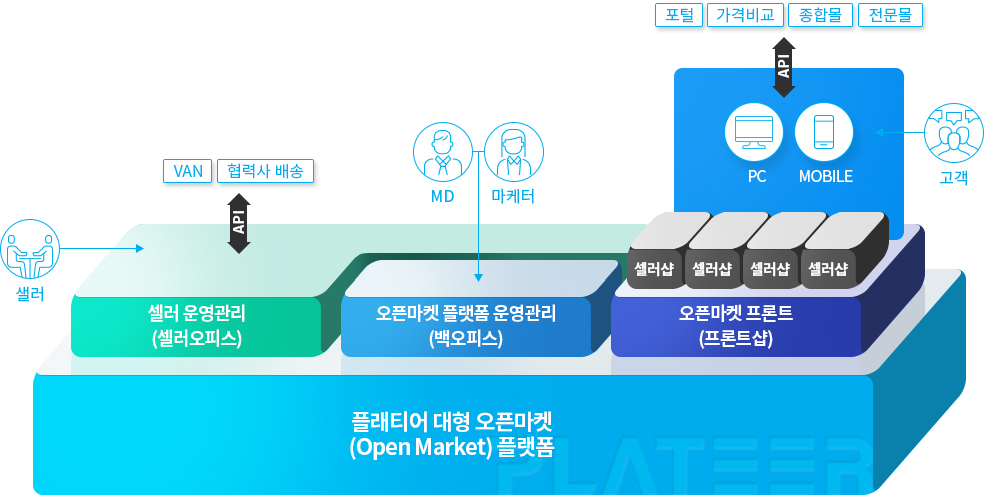 포털 가격비교 종합몰 전문몰
API
PC MOBILE
고객
VAN 협력사 배송
MD 마케터
API
샐러
셀러샵 셀러샵 셀러샵 셀러샵
셀러 운영관리
(셀러오피스)
오픈마켓 플랫폼 운영관리
(백오피스)
오픈마켓 프론트
(프론트샵)
플래티어 대형 오픈마켓
(Open Market) 플랫폼
PLATEER